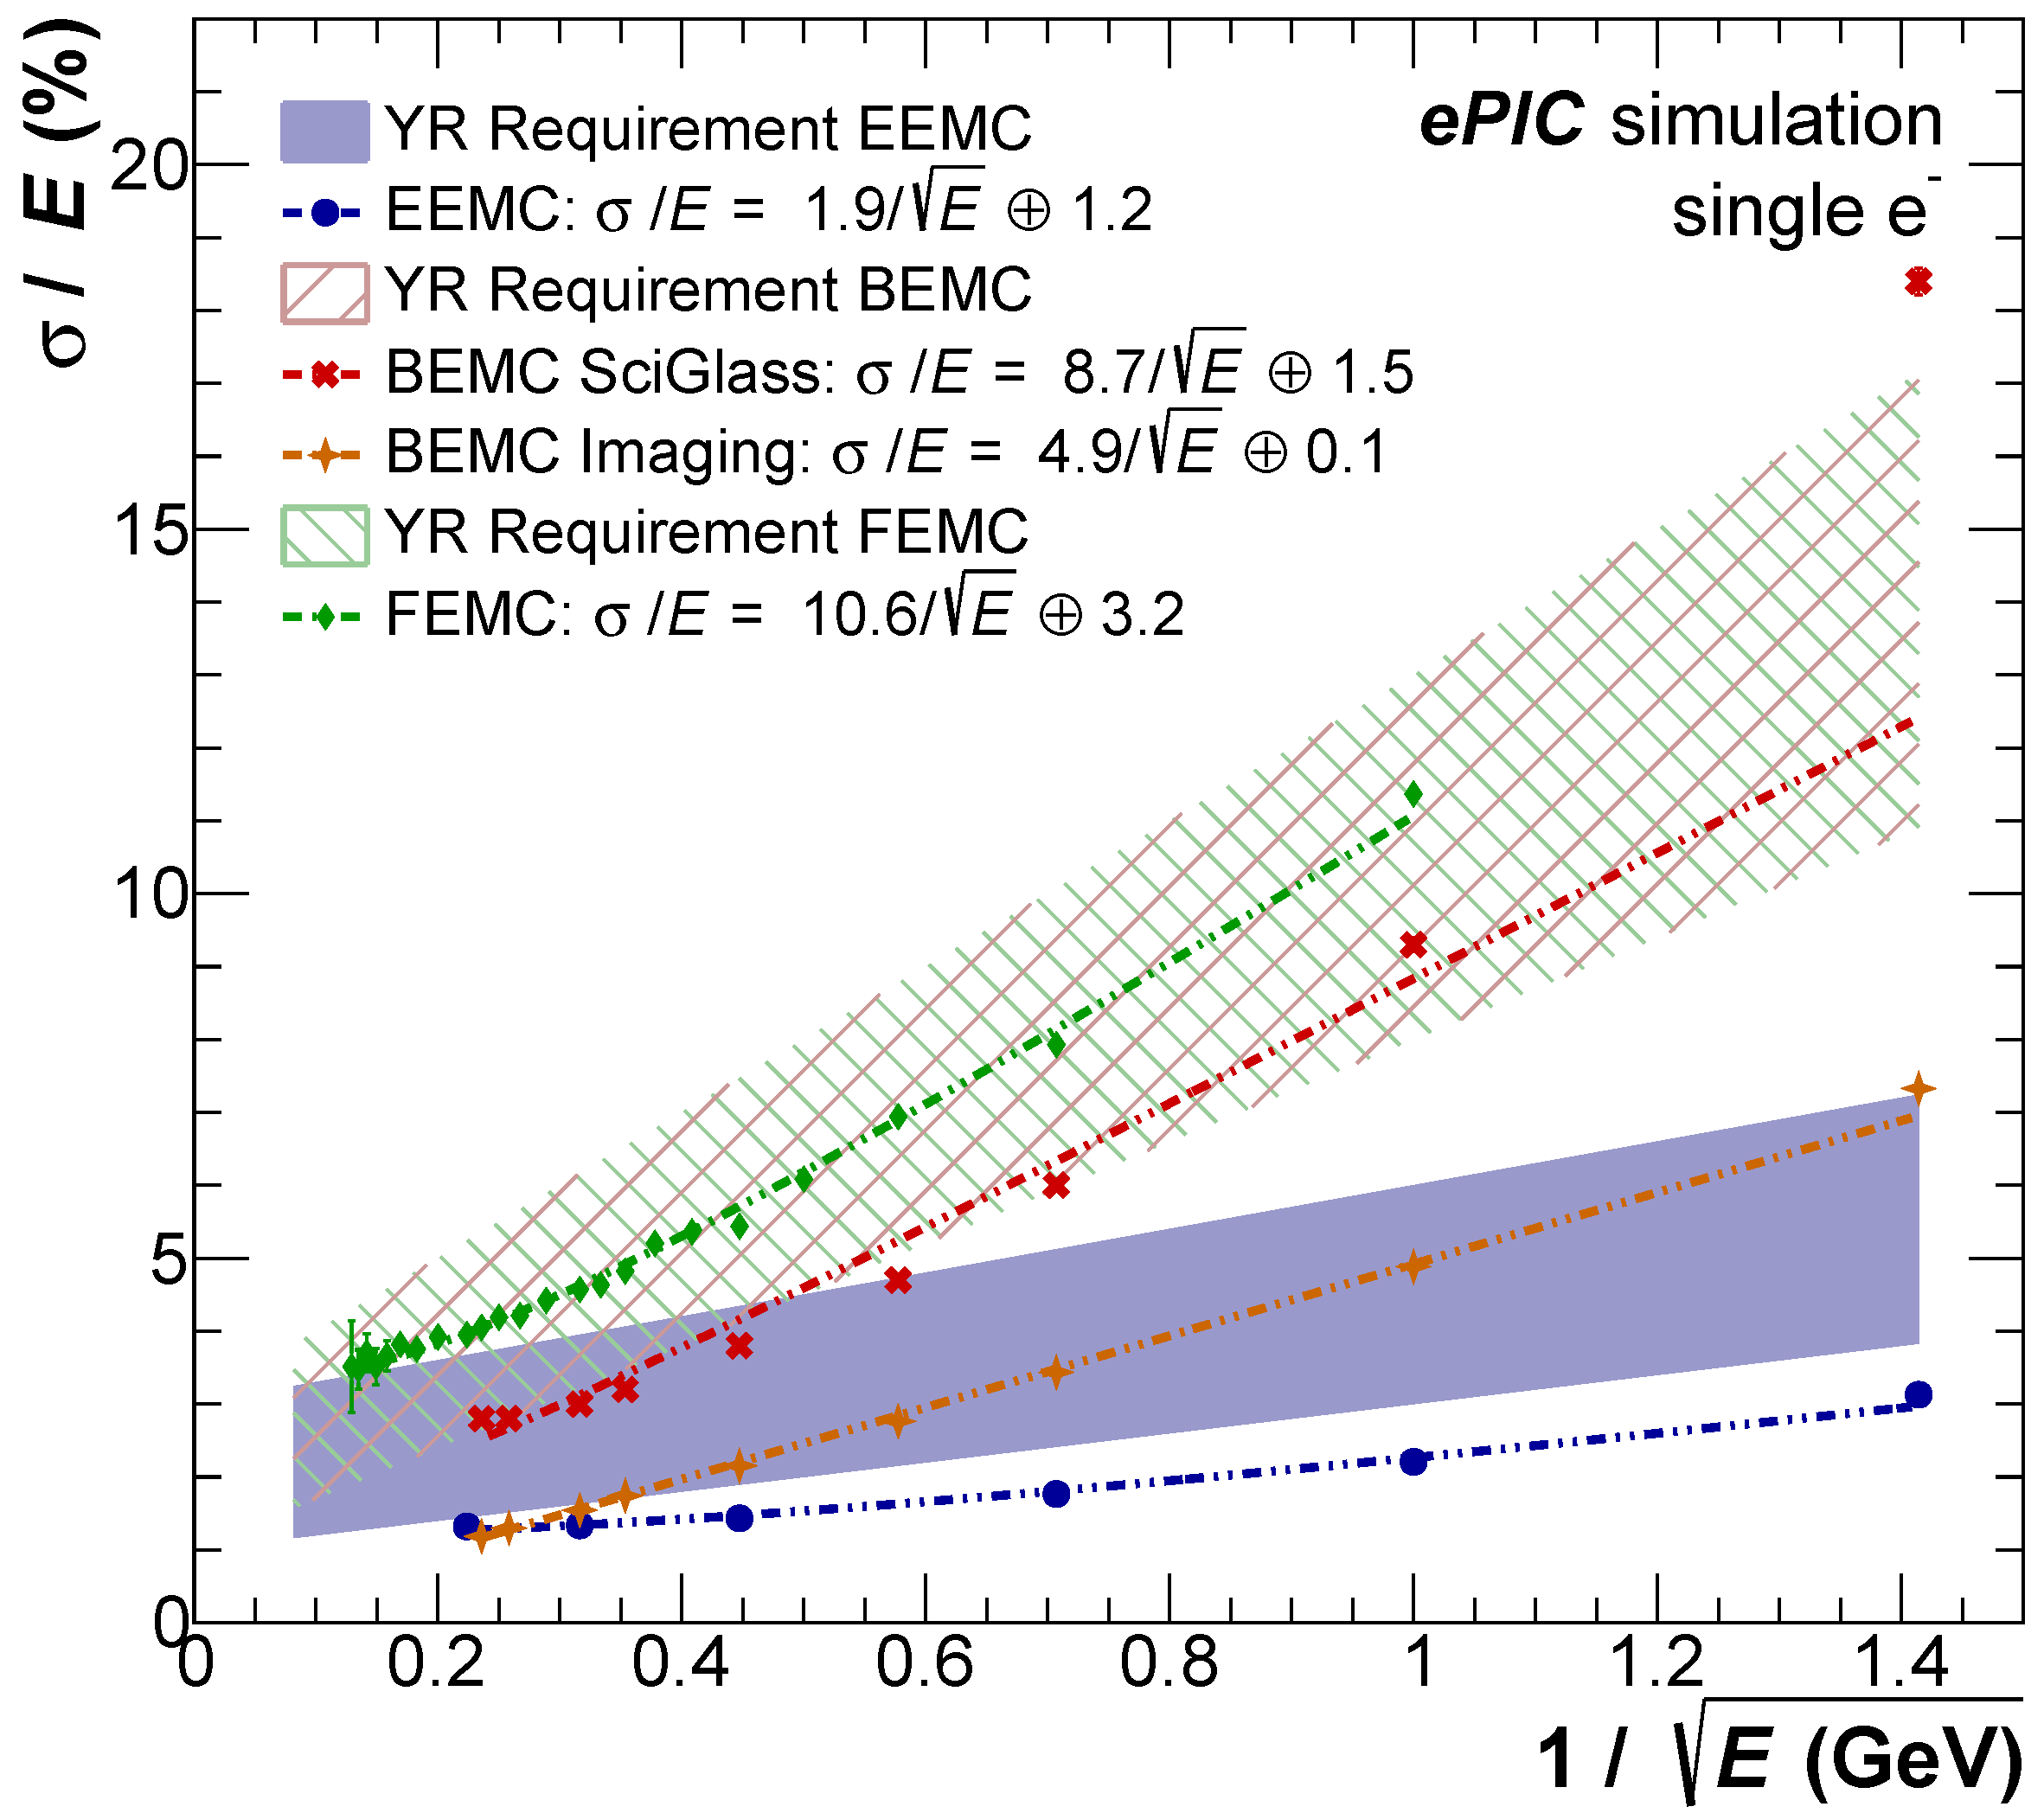 σ / E (%)
ePIC simulation
single e⁻
YR Requirement EEMC
EEMC: σ /E = 1.9/√E ⊕ 1.2
YR Requirement BEMC
BEMC SciGlass: σ /E = 8.7/√E ⊕ 1.5
BEMC Imaging: σ /E = 4.9/√E ⊕ 0.1
YR Requirement FEMC
FEMC: σ /E = 10.6/√E ⊕ 3.2
20
15
10
5
0
0 0.2 0.4 0.6 0.8 1 1.2 1.4
1 / √E (GeV)